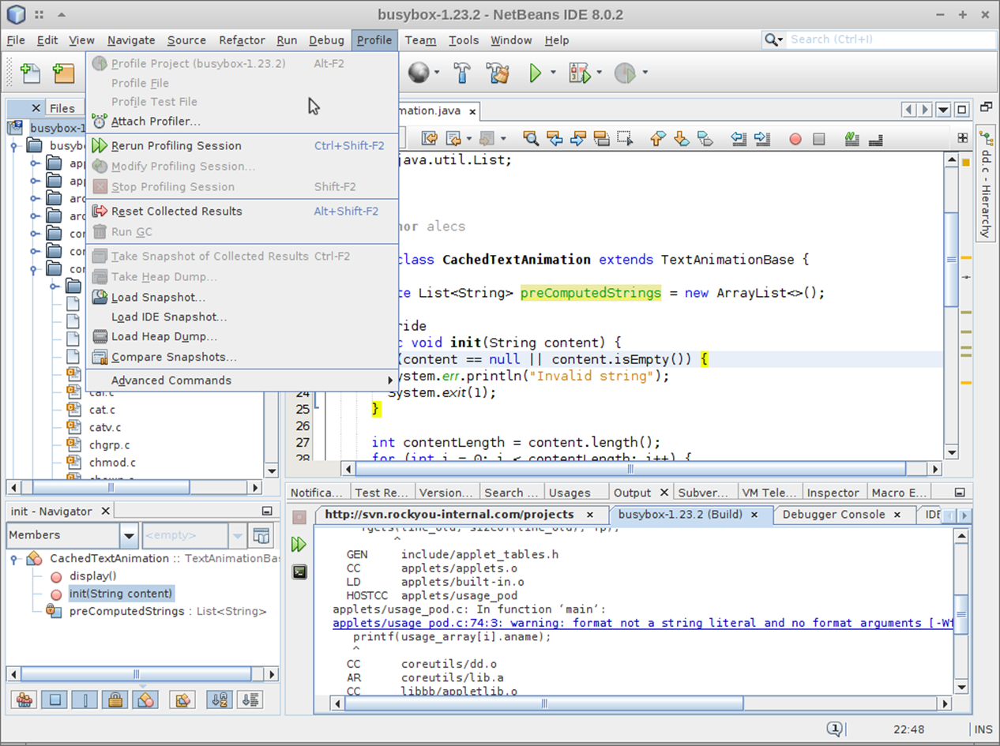 busybox-1.23.2 - NetBeans IDE 8.0.2
File Edit View Navigate Source Refactor Run Debug Profile Team Tools Window Help
Search (Ctrl+I)
Profile Project (busybox-1.23.2) Alt-F2
Profile File
Profile Test File
Attach Profiler...
Rerun Profiling Session Ctrl+Shift-F2
Modify Profiling Session...
Stop Profiling Session Shift-F2
Reset Collected Results Alt+Shift-F2
Run GC
Take Snapshot of Collected Results Ctrl-F2
Take Heap Dump...
Load Snapshot...
Load IDE Snapshot...
Load Heap Dump...
Compare Snapshots...
Advanced Commands
Files
busybox-1
busyb
app
app
arc
arc
cor
cor
cor
cal.c
cat.c
catv.c
chgrp.c
chmod.c
chown.c
mation.java
java.util.List;
hor alecs
class CachedTextAnimation extends TextAnimationBase {
te List<String> preComputedStrings = new ArrayList<>();
ride
c void init(String content) {
(content == null || content.isEmpty()) {
ystem.err.println("Invalid string");
24 System.exit(1);
25 }
26
27 int contentLength = content.length();
28 for (int i = 0; i < contentLength; i++) {
dd.c - Hierarchy
init - Navigator
Members
<empty>
CachedTextAnimation :: TextAnimationBas
display()
init(String content)
preComputedStrings : List<String>
Notifica... Test Re... Version... Search ... Usages Output Subver... VM Tele... Inspector Macro E...
http://svn.rockyou-internal.com/projects busybox-1.23.2 (Build) Debugger Console IDE
fgets(line_old, sizeof(line_old), fp);
^
GEN include/applet_tables.h
CC applets/applets.o
LD applets/built-in.o
HOSTCC applets/usage_pod
applets/usage_pod.c: In function ‘main’:
applets/usage_pod.c:74:3: warning: format not a string literal and no format arguments [-Wf
printf(usage_array[i].aname);
^
CC coreutils/dd.o
AR coreutils/lib.a
CC libbb/appletlib.o
1
22:48
INS